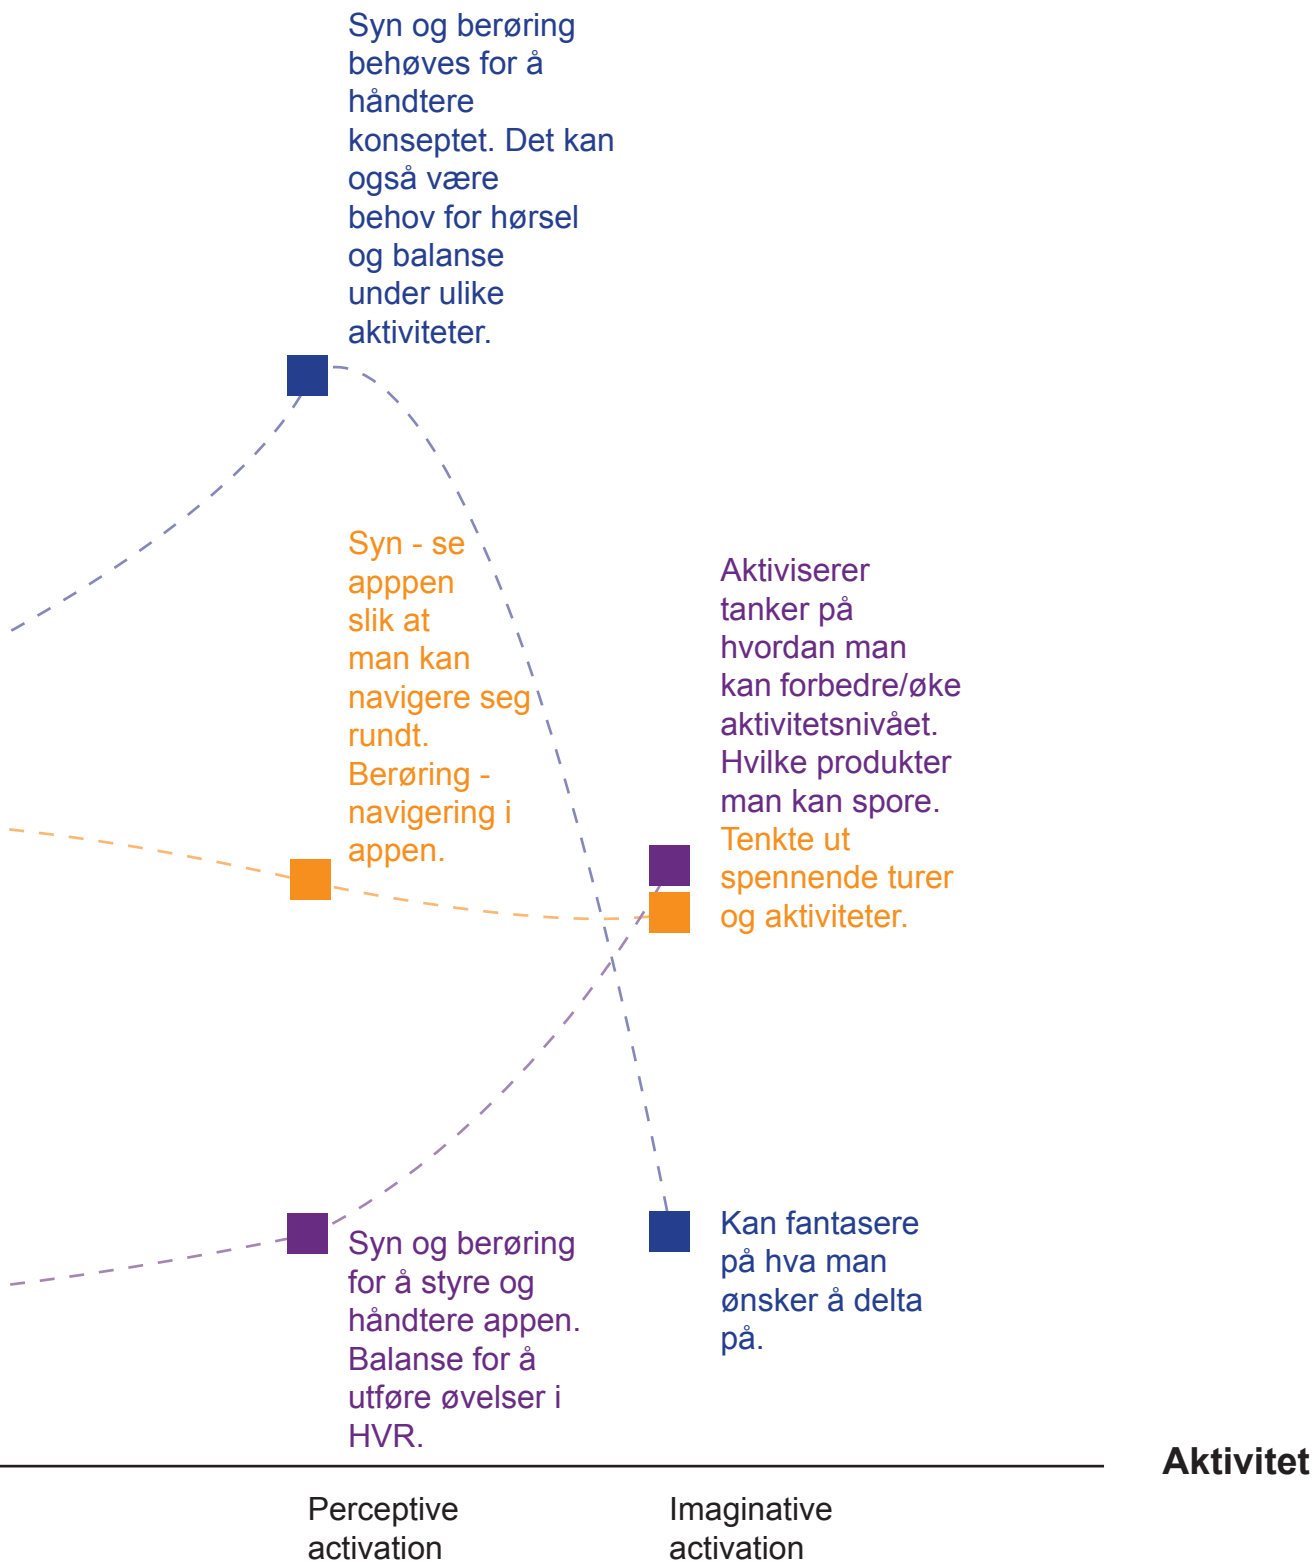 Syn og berøring
behøves for å
håndtere
konseptet. Det kan
også være
behov for hørsel
og balanse
under ulike
aktiviteter.
Syn - se
apppen
slik at
man kan
navigere seg
rundt.
Berøring -
navigering i
appen.
Aktiviserer
tanker på
hvordan man
kan forbedre/øke
aktivitetsnivået.
Hvilke produkter
man kan spore.
Tenkte ut
spennende turer
og aktiviteter.
Syn og berøring
for å styre og
håndtere appen.
Balanse for å
utföre øvelser i
HVR.
Kan fantasere
på hva man
ønsker å delta
på.
Aktivitet
Perceptive
activation
Imaginative
activation